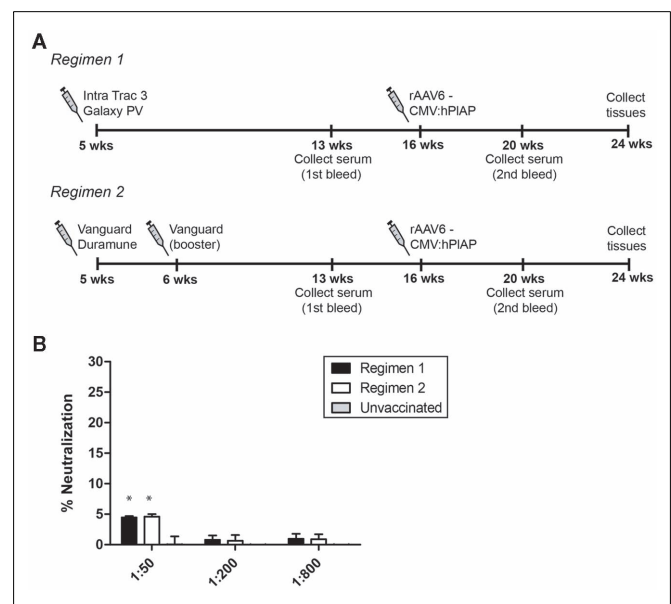 A
Regimen 1
Intra Trac 3
Galaxy PV
rAAV6 -
CMV:hPlAP
Collect
tissues
5 wks
13 wks
16 wks
20 wks
24 wks
Collect serum
(1st bleed)
Collect serum
(2nd bleed)
Regimen 2
Vanguard
Duramune
Vanguard
(booster)
rAAV6 -
CMV:hPlAP
Collect
tissues
5 wks
6 wks
13 wks
16 wks
20 wks
24 wks
Collect serum
(1st bleed)
Collect serum
(2nd bleed)
B
% Neutralization
30
25
20
15
10
5
0
* *
Regimen 1
Regimen 2
Unvaccinated
1:50
1:200
1:800